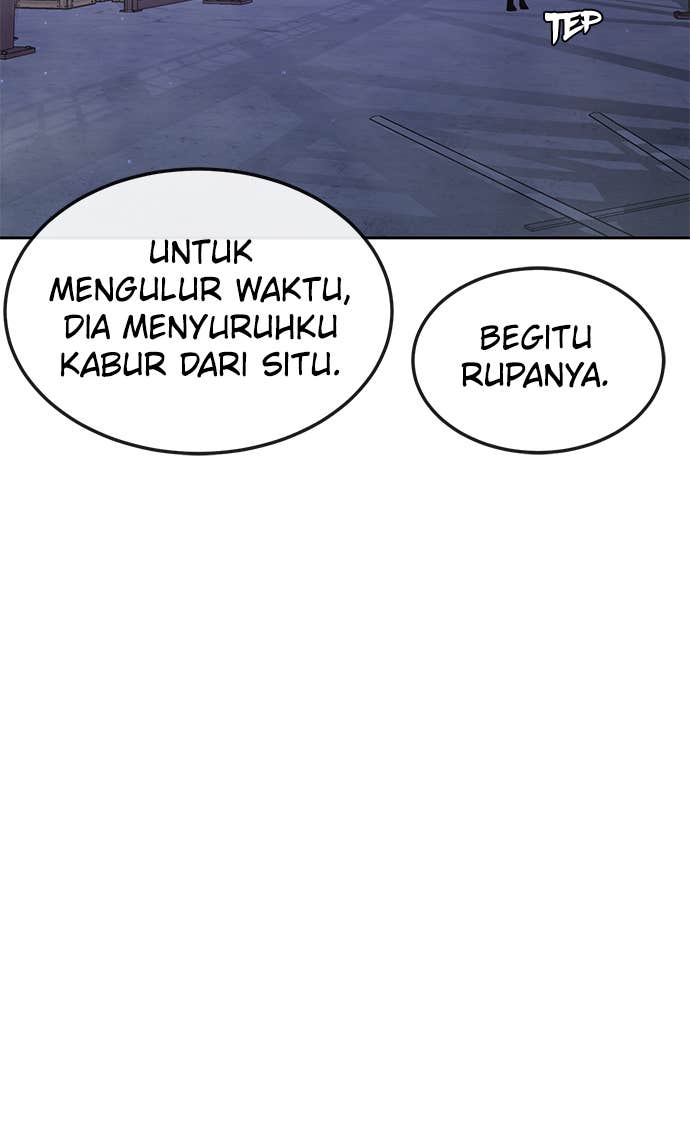 TEP
UNTUK
MENGULUR WAKTU,
DIA MENYURUHKU
KABUR DARI SITU.
BEGITU
RUPANYA.